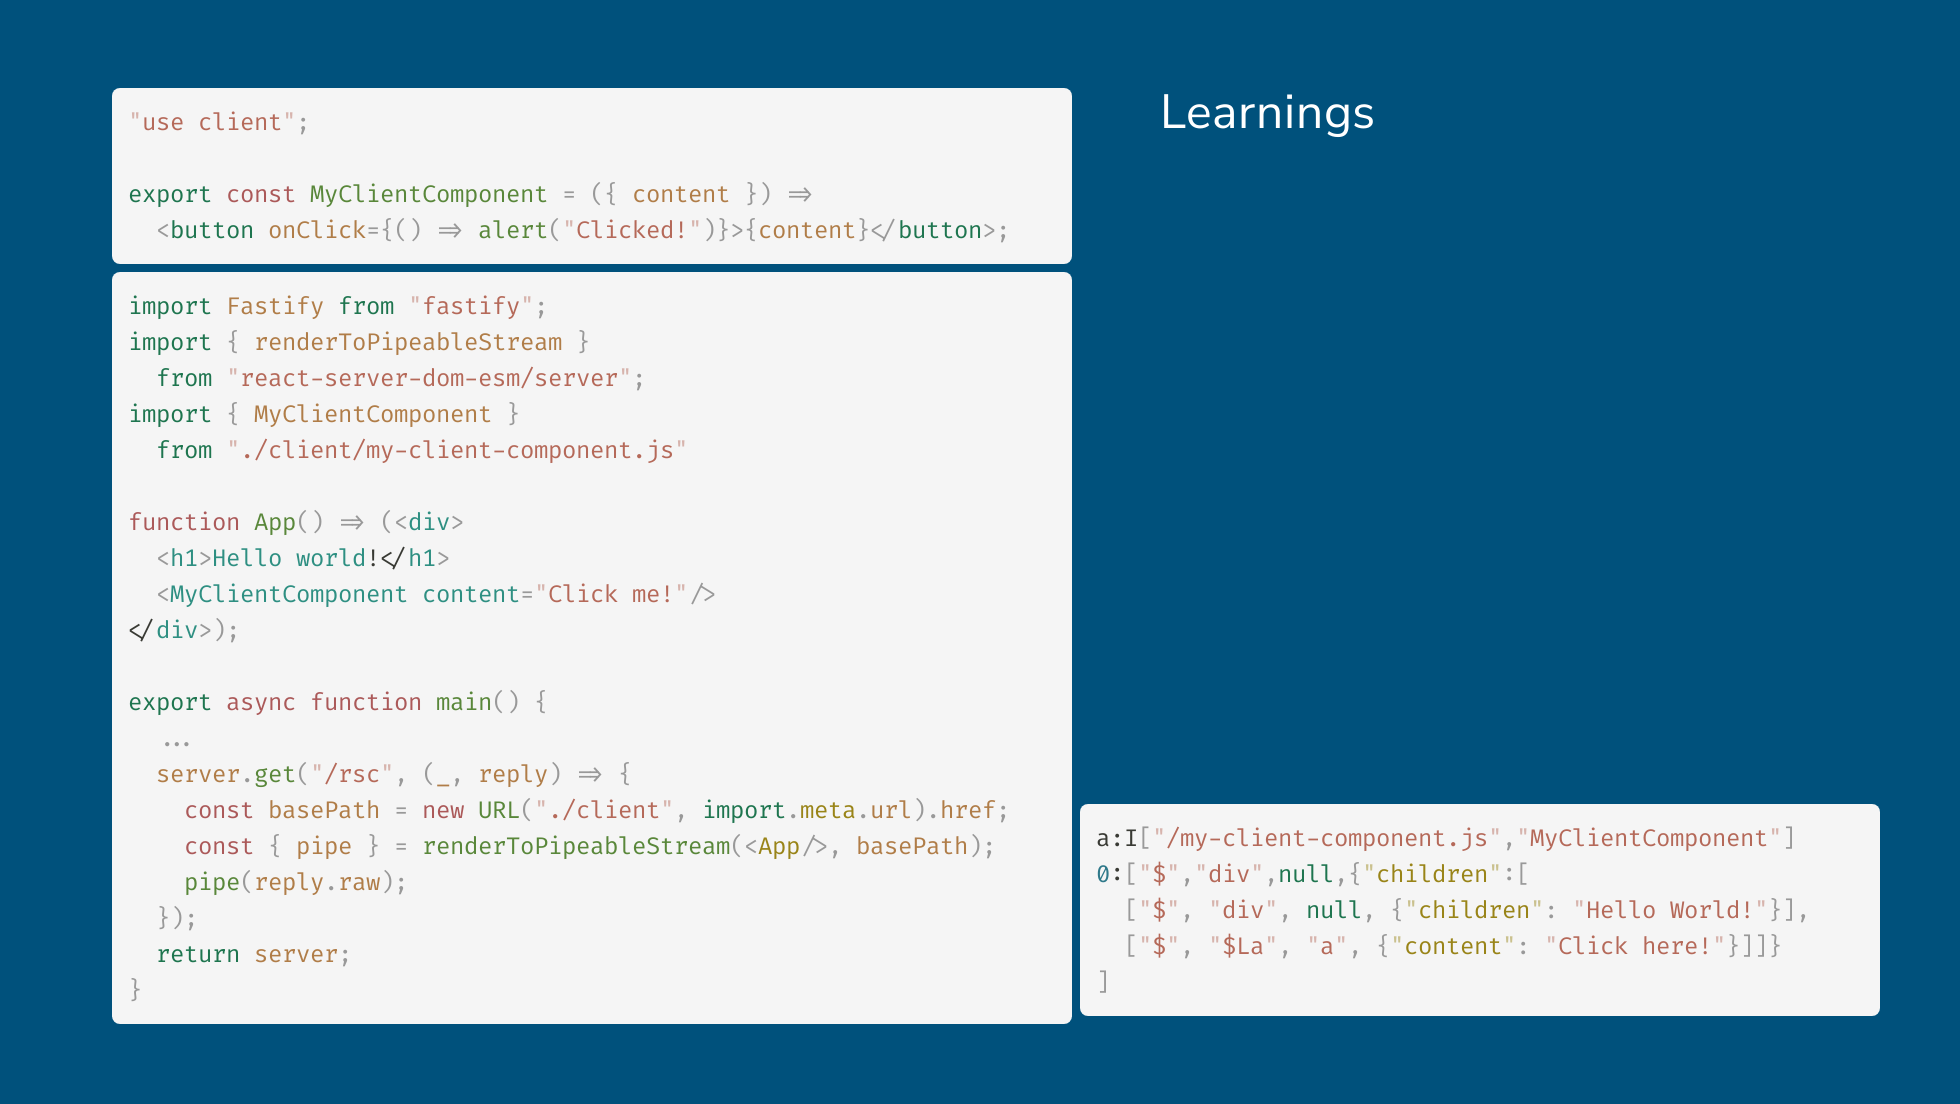 "use client";
export const MyClientComponent = ({ content }) =>
  <button onClick={() => alert("Clicked!")}>{content}</button>;
import Fastify from "fastify";
import { renderToPipeableStream }
  from "react-server-dom-esm/server";
import { MyClientComponent }
  from "./client/my-client-component.js"
function App() => (<div>
  <h1>Hello world!</h1>
  <MyClientComponent content="Click me!"/>
</div>);
export async function main() {
  ...
  server.get("/rsc", (_, reply) => {
    const basePath = new URL("./client", import.meta.url).href;
    const { pipe } = renderToPipeableStream(<App/>, basePath);
    pipe(reply.raw);
  });
  return server;
}
Learnings
a:I["/my-client-component.js","MyClientComponent"]
0:["$","div",null,{"children":[
  ["$", "div", null, {"children": "Hello World!"}],
  ["$", "$La", "a", {"content": "Click here!"}]]}
]